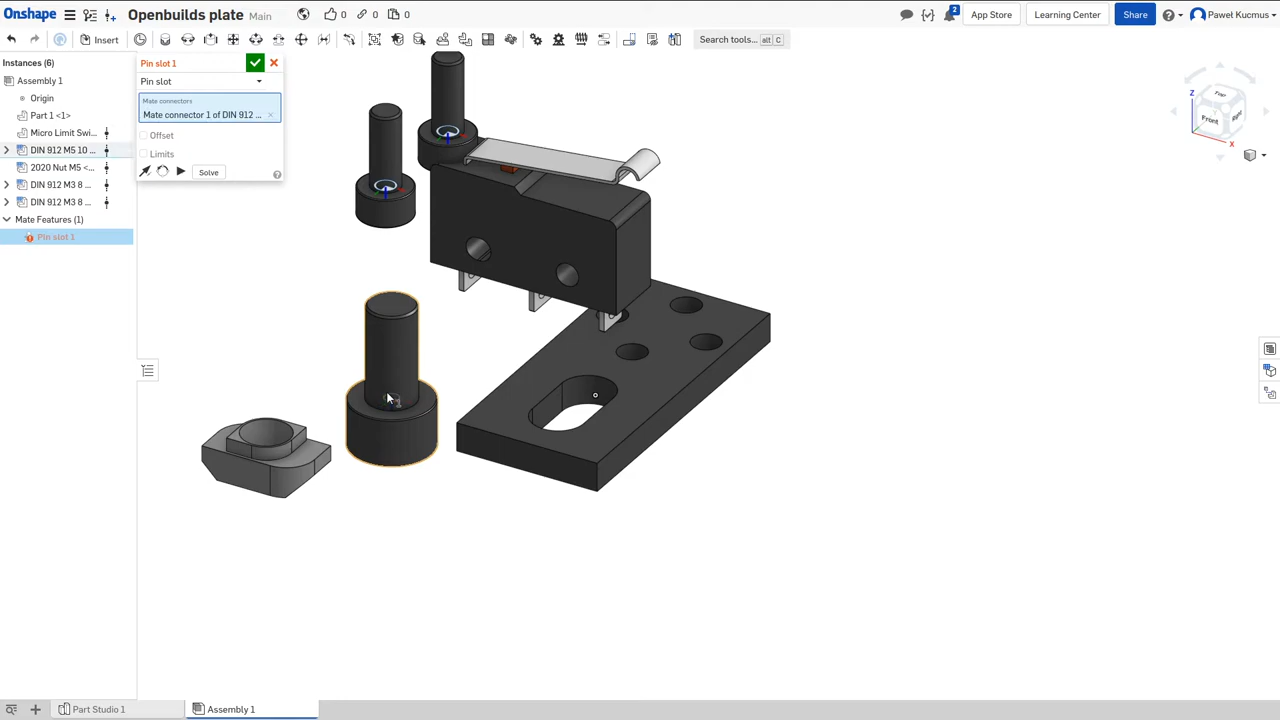 Onshape
Openbuilds plate
Main
0
0
0
App Store
Learning Center
Share
2
Paweł Kucmus
Insert
Search tools...
alt
C
Instances (6)
Assembly 1
Origin
Part 1 <1>
Micro Limit Swi...
DIN 912 M5 10 ...
2020 Nut M5 <...
DIN 912 M3 8 ...
DIN 912 M3 8 ...
Mate Features (1)
Pin slot 1
Pin slot 1
Pin slot
Mate connectors
Mate connector 1 of DIN 912 ...
Offset
Limits
Solve
Z
Top
Front
Right
X
Part Studio 1
Assembly 1